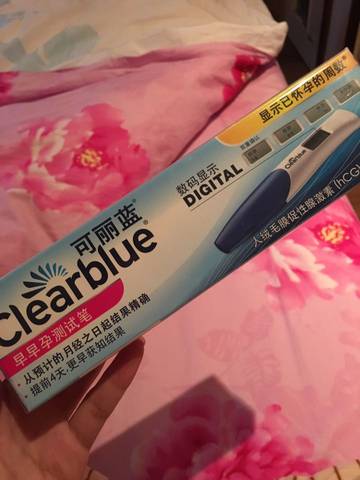 显示已怀孕的周数*
数码显示
DIGITAL
Clearblue
人绒毛膜促性腺激素 (hCG)
可丽蓝®
Clearblue®
早早孕测试笔
· 从预计的月经之日起结果精确
· 提前4天,更早获知结果